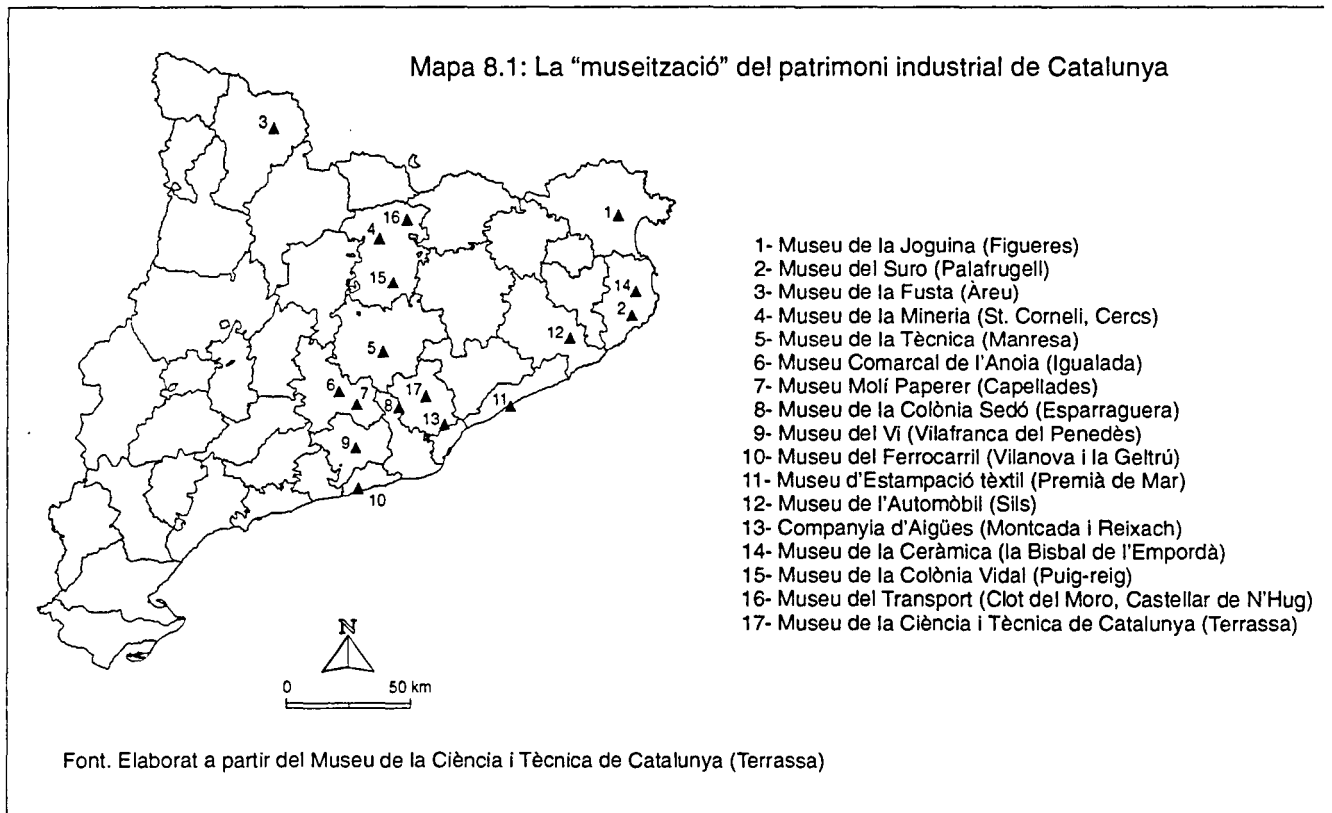 Mapa 8.1: La “museització” del patrimoni industrial de Catalunya
3
16
4
1
15
14
2
12
5
6
7
17
8
11
13
9
10
1- Museu de la Joguina (Figueres)
2- Museu del Suro (Palafrugell)
3- Museu de la Fusta (Àreu)
4- Museu de la Mineria (St. Corneli, Cercs)
5- Museu de la Tècnica (Manresa)
6- Museu Comarcal de l'Anoia (Igualada)
7- Museu Molí Paperer (Capellades)
8- Museu de la Colònia Sedó (Esparraguera)
9- Museu del Vi (Vilafranca del Penedès)
10- Museu del Ferrocarril (Vilanova i la Geltrú)
11- Museu d'Estampació tèxtil (Premià de Mar)
12- Museu de l'Automòbil (Sils)
13- Companyia d'Aigües (Montcada i Reixach)
14- Museu de la Ceràmica (la Bisbal de l'Empordà)
15- Museu de la Colònia Vidal (Puig-reig)
16- Museu del Transport (Clot del Moro, Castellar de N'Hug)
17- Museu de la Ciència i Tècnica de Catalunya (Terrassa)
N
0 50 km
Font. Elaborat a partir del Museu de la Ciència i Tècnica de Catalunya (Terrassa)